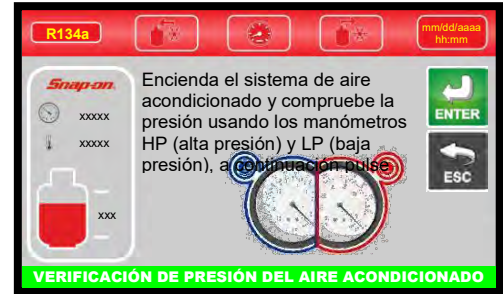 R134a
mm/dd/aaaa
hh:mm
Snap-on
xxxxx
xxxxx
xxx
Encienda el sistema de aire
acondicionado y compruebe la
presión usando los manómetros
HP (alta presión) y LP (baja
presión), a continuación pulse
ENTER
ESC
VERIFICACIÓN DE PRESIÓN DEL AIRE ACONDICIONADO